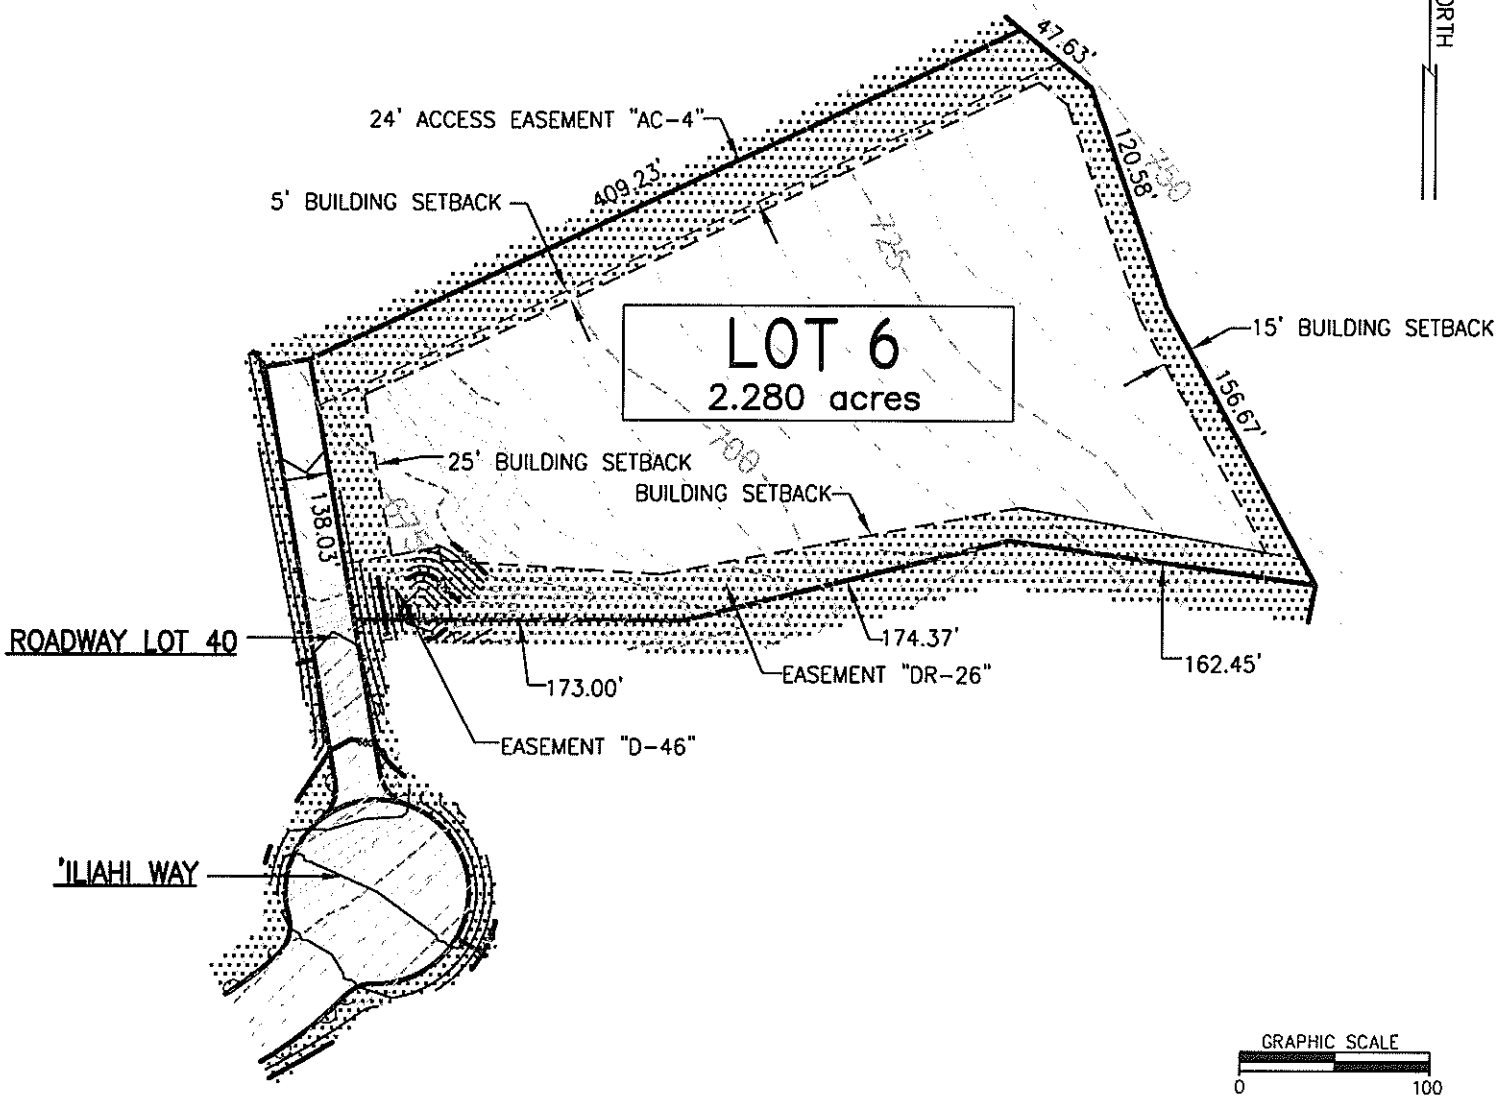 ORTH
47.63'
24' ACCESS EASEMENT "AC-4"
120.58'
750
409.23'
5' BUILDING SETBACK
725
LOT 6
2.280 acres
15' BUILDING SETBACK
156.67'
700
25' BUILDING SETBACK
BUILDING SETBACK
675
138.03'
ROADWAY LOT 40
174.37'
162.45'
EASEMENT "DR-26"
173.00'
EASEMENT "D-46"
'ILIAHI WAY
GRAPHIC SCALE
0 100